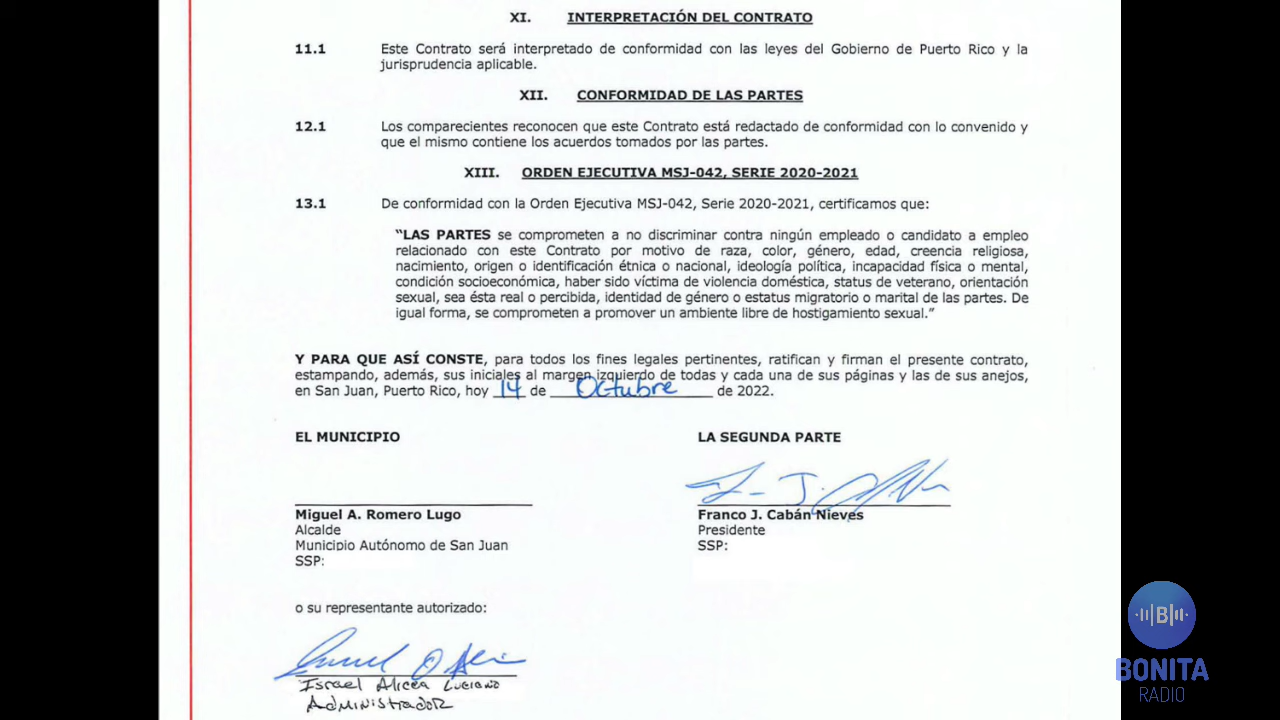 XI. INTERPRETACIÓN DEL CONTRATO
11.1 Este Contrato será interpretado de conformidad con las leyes del Gobierno de Puerto Rico y la
jurisprudencia aplicable.
XII. CONFORMIDAD DE LAS PARTES
12.1 Los comparecientes reconocen que este Contrato está redactado de conformidad con lo convenido y
que el mismo contiene los acuerdos tomados por las partes.
XIII. ORDEN EJECUTIVA MSJ-042, SERIE 2020-2021
13.1 De conformidad con la Orden Ejecutiva MSJ-042, Serie 2020-2021, certificamos que:
“LAS PARTES se comprometen a no discriminar contra ningún empleado o candidato a empleo
relacionado con este Contrato por motivo de raza, color, género, edad, creencia religiosa,
nacimiento, origen o identificación étnica o nacional, ideología política, incapacidad física o mental,
condición socioeconómica, haber sido víctima de violencia doméstica, status de veterano, orientación
sexual, sea ésta real o percibida, identidad de género o estatus migratorio o marital de las partes. De
igual forma, se comprometen a promover un ambiente libre de hostigamiento sexual.”
Y PARA QUE ASÍ CONSTE, para todos los fines legales pertinentes, ratifican y firman el presente contrato,
estampando, además, sus iniciales al margen izquierdo de todas y cada una de sus páginas y las de sus anejos,
en San Juan, Puerto Rico, hoy 14 de Octubre de 2022.
EL MUNICIPIO
Miguel A. Romero Lugo
Alcalde
Municipio Autónomo de San Juan
SSP:
o su representante autorizado:
Israel Alicea Luciano
Administrador
LA SEGUNDA PARTE
Franco J. Cabán Nieves
Presidente
SSP:
B
BONITA
RADIO